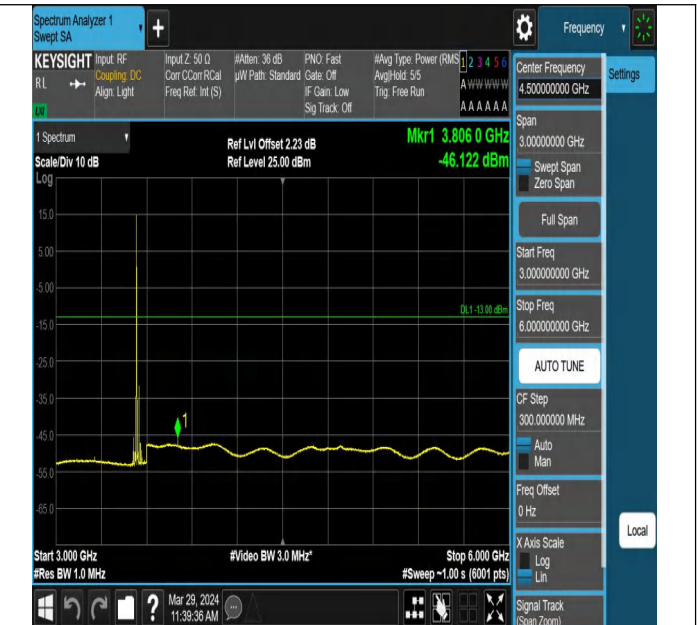 Spectrum Analyzer 1
Swept SA
+
Frequency
KEYSIGHT
RL
Input: RF
Coupling: DC
Align: Light
Input Z: 50 Ω
Corr CCorr RCal
Freq Ref: Int (S)
#Atten: 36 dB
µW Path: Standard
PNO: Fast
Gate: Off
IF Gain: Low
Sig Track: Off
#Avg Type: Power (RMS
Avg|Hold: 5/5
Trig: Free Run
1 2 3 4 5 6
A W W W W W
A A A A A A
LXI
1 Spectrum
Scale/Div 10 dB
Ref Lvl Offset 2.23 dB
Ref Level 25.00 dBm
Mkr1 3.806 0 GHz
-46.122 dBm
Log
15.0
5.00
-5.00
-15.0
-25.0
-35.0
-45.0
-55.0
-65.0
DL1 -13.00 dBm
1
Start 3.000 GHz
#Res BW 1.0 MHz
#Video BW 3.0 MHz*
Stop 6.000 GHz
#Sweep ~1.00 s (6001 pts)
?
Mar 29, 2024
11:39:36 AM
Center Frequency
4.500000000 GHz
Settings
Span
3.00000000 GHz
Swept Span
Zero Span
Full Span
Start Freq
3.000000000 GHz
Stop Freq
6.000000000 GHz
AUTO TUNE
CF Step
300.000000 MHz
Auto
Man
Freq Offset
0 Hz
X Axis Scale
Log
Lin
Signal Track
(Span Zoom)
Local